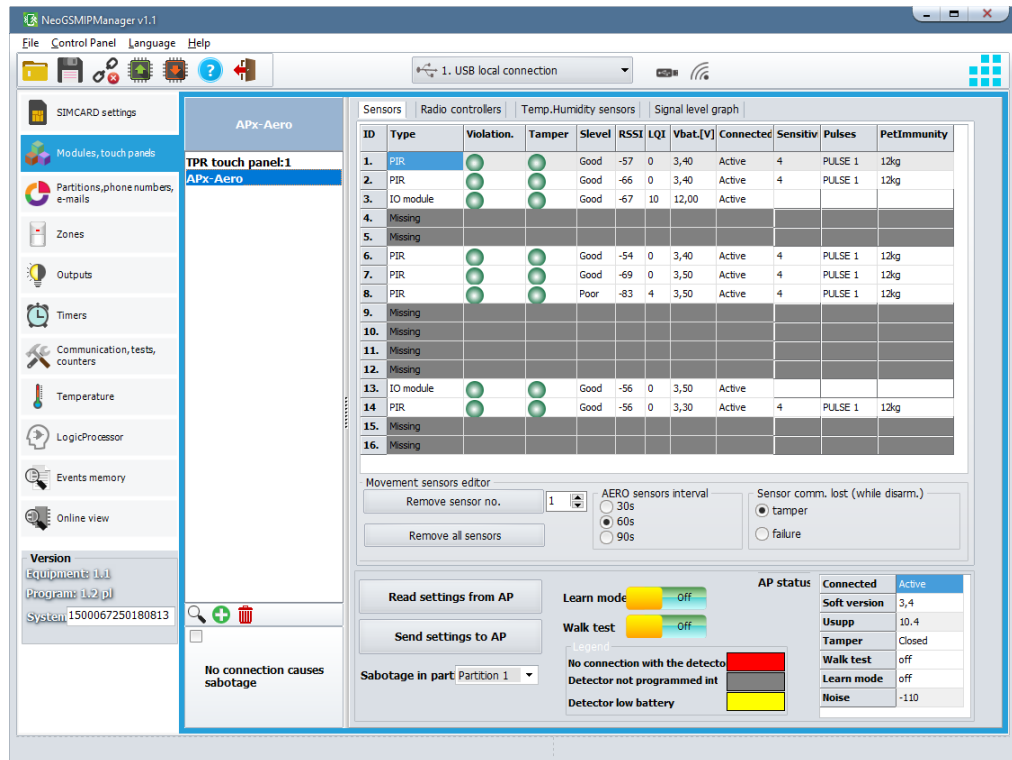 NeoGSMIPManager v1.1
File Control Panel Language Help
1. USB local connection
SIMCARD settings
Modules, touch panels
Partitions, phone numbers,
e-mails
Zones
Outputs
Timers
Communication, tests,
counters
Temperature
LogicProcessor
Events memory
Online view
Version
Equipment: 1.1
Program: 1.2 pl
System 1500067250180813
APx-Aero
TPR touch panel:1
APx-Aero
No connection causes
sabotage
Sensors Radio controllers Temp.Humidity sensors Signal level graph
ID Type Violation. Tamper Slevel RSSI LQI Vbat.[V] Connected Sensitiv Pulses PetImmunity
1. PIR Good -57 0 3,40 Active 4 PULSE 1 12kg
2. PIR Good -66 0 3,40 Active 4 PULSE 1 12kg
3. IO module Good -67 10 12,00 Active
4. Missing
5. Missing
6. PIR Good -54 0 3,40 Active 4 PULSE 1 12kg
7. PIR Good -69 0 3,50 Active 4 PULSE 1 12kg
8. PIR Poor -83 4 3,50 Active 4 PULSE 1 12kg
9. Missing
10. Missing
11. Missing
12. Missing
13. IO module Good -56 0 3,50 Active
14 PIR Good -56 0 3,30 Active 4 PULSE 1 12kg
15. Missing
16. Missing
Movement sensors editor
Remove sensor no. 1
Remove all sensors
AERO sensors interval
30s
60s
90s
Sensor comm. lost (while disarm.)
tamper
failure
Read settings from AP
Send settings to AP
Sabotage in part Partition 1
Learn mode Off
Walk test Off
Legend
No connection with the detecto
Detector not programmed int
Detector low battery
AP status
Connected Active
Soft version 3,4
Usupp 10.4
Tamper Closed
Walk test off
Learn mode off
Noise -110